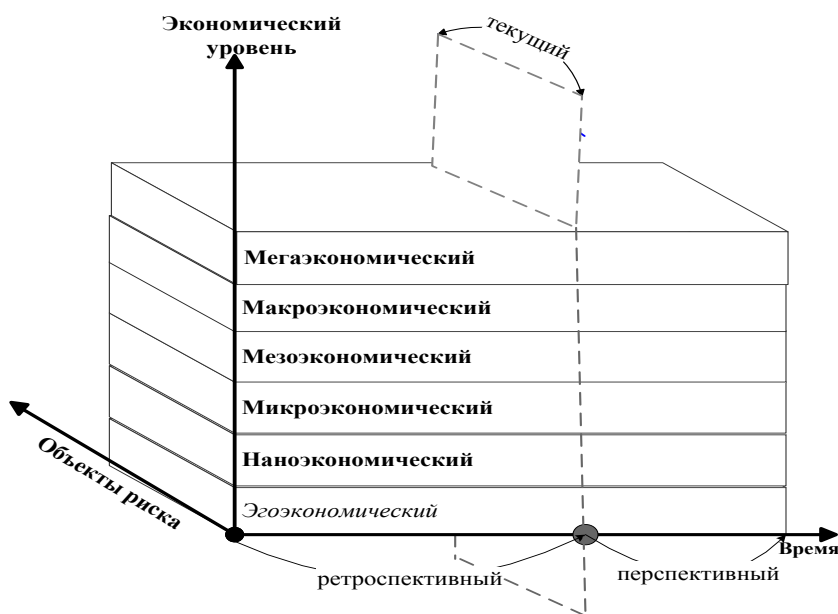 Экономический
уровень
текущий
Мегаэкономический
Макроэкономический
Мезоэкономический
Микроэкономический
Наноэкономический
Эгоэкономический
Объекты риска
Время
ретроспективный
перспективный